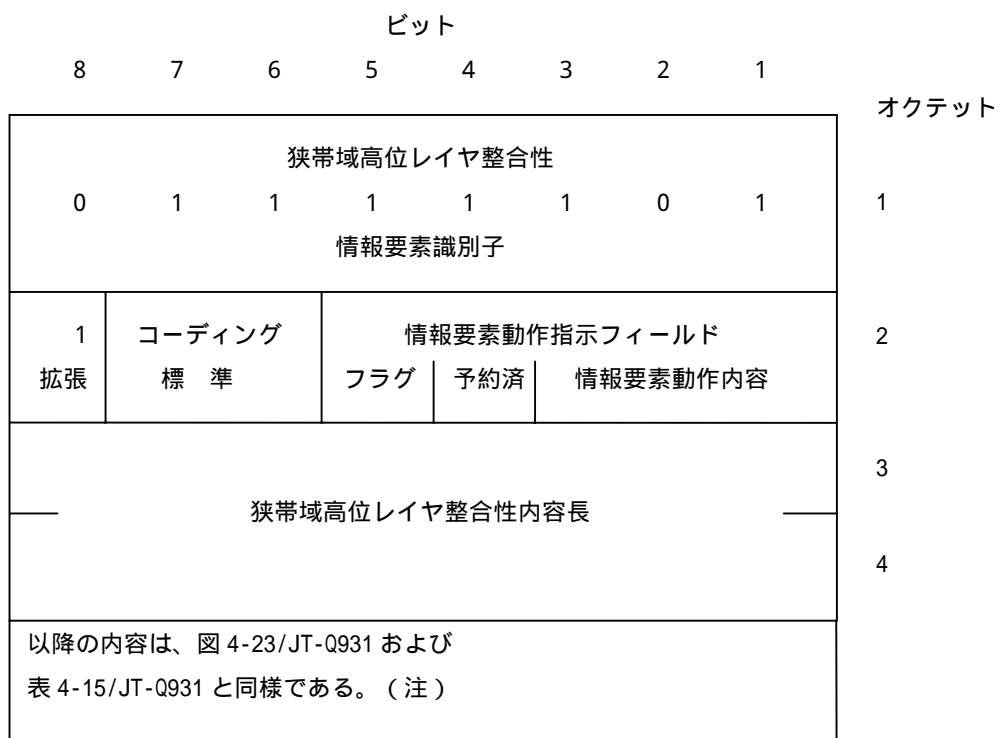 ビット
8 7 6 5 4 3 2 1
オクテット
狭帯域高位レイヤ整合性
0 1 1 1 1 1 0 1 1
情報要素識別子
1 コーディング 情報要素動作指示フィールド 2
拡張 標 準 フラグ 予約済 情報要素動作内容
3
狭帯域高位レイヤ整合性内容長
4
以降の内容は、図 4-23/JT-Q931 および
表 4-15/JT-Q931 と同様である。(注)